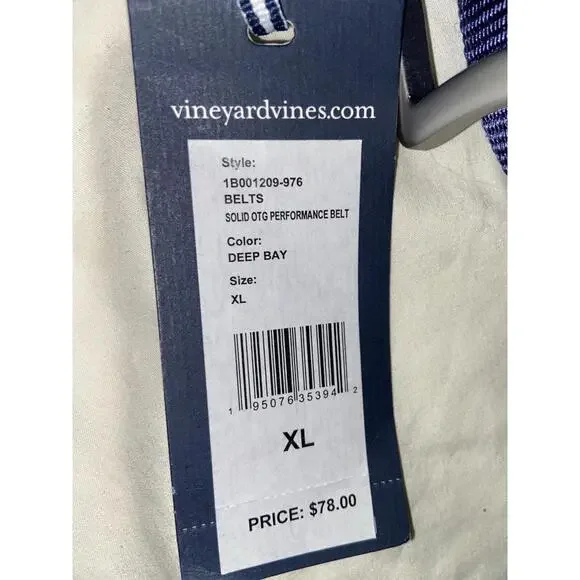 vineyardvines.com
Style:
1B001209-976
BELTS
SOLID OTG PERFORMANCE BELT
Color:
DEEP BAY
Size:
XL
1 95076 35394 2
XL
PRICE: $78.00